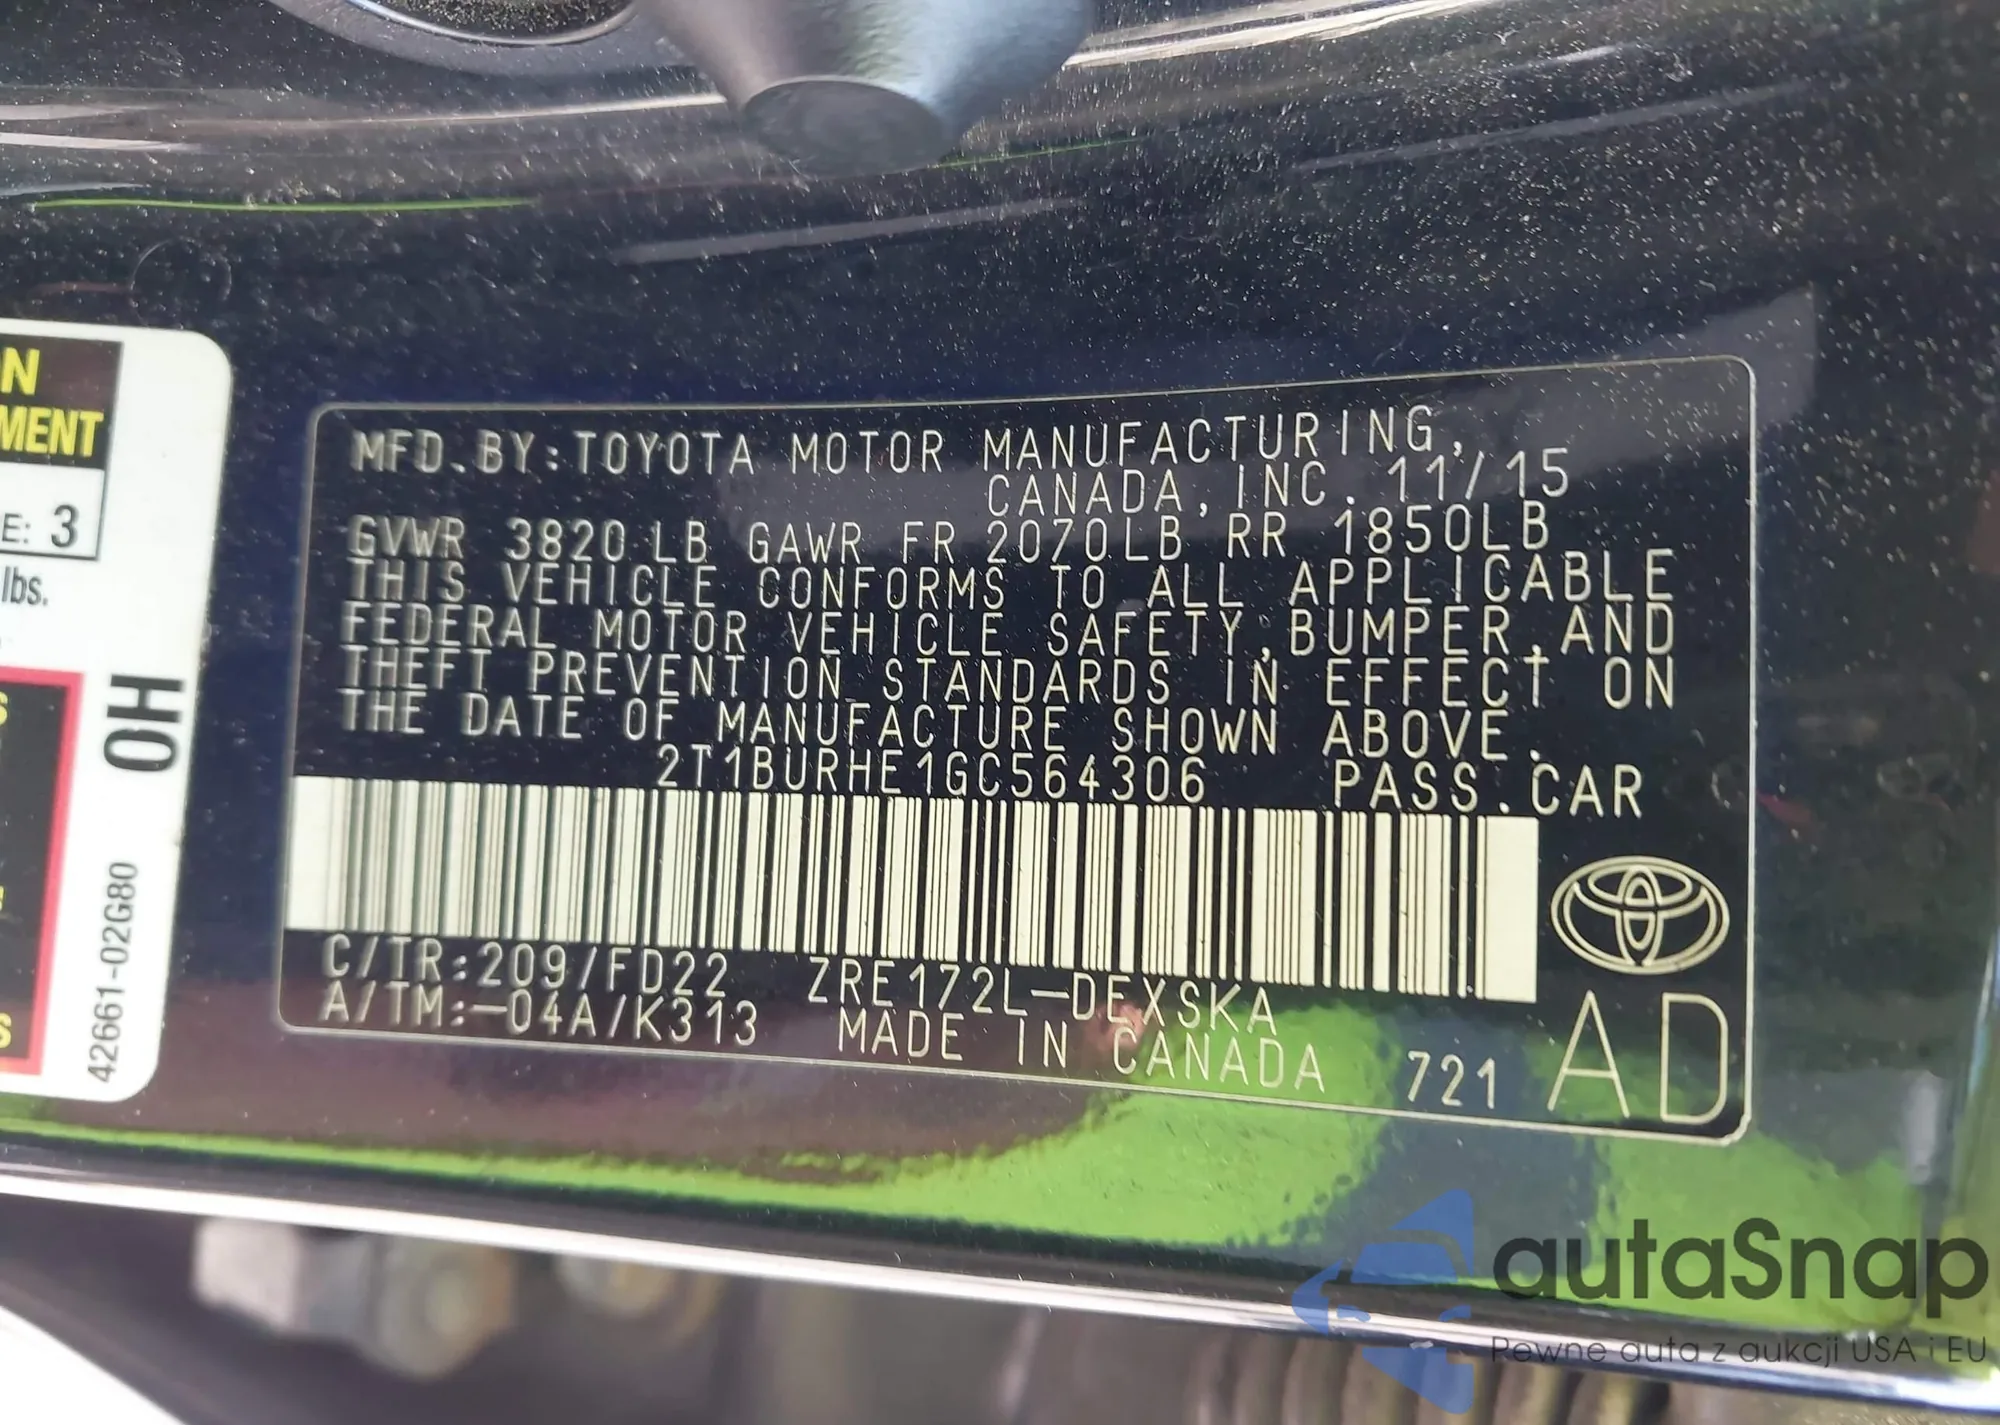 N
MENT
E: 3
lbs.
S
S
OH
42661-02G80
MFD.BY:TOYOTA MOTOR MANUFACTURING,
CANADA,INC. 11/15
GVWR 3820LB GAWR FR 2070LB RR 1850LB
THIS VEHICLE CONFORMS TO ALL APPLICABLE
FEDERAL MOTOR VEHICLE SAFETY,BUMPER,AND
THEFT PREVENTION STANDARDS IN EFFECT ON
THE DATE OF MANUFACTURE SHOWN ABOVE.
2T1BURHE1GC564306 PASS.CAR
C/TR:209/FD22 ZRE172L-DEXSKA
A/TM:-04A/K313 MADE IN CANADA 721 AD
autaSnap
Pewne auta z aukcji USA i EU